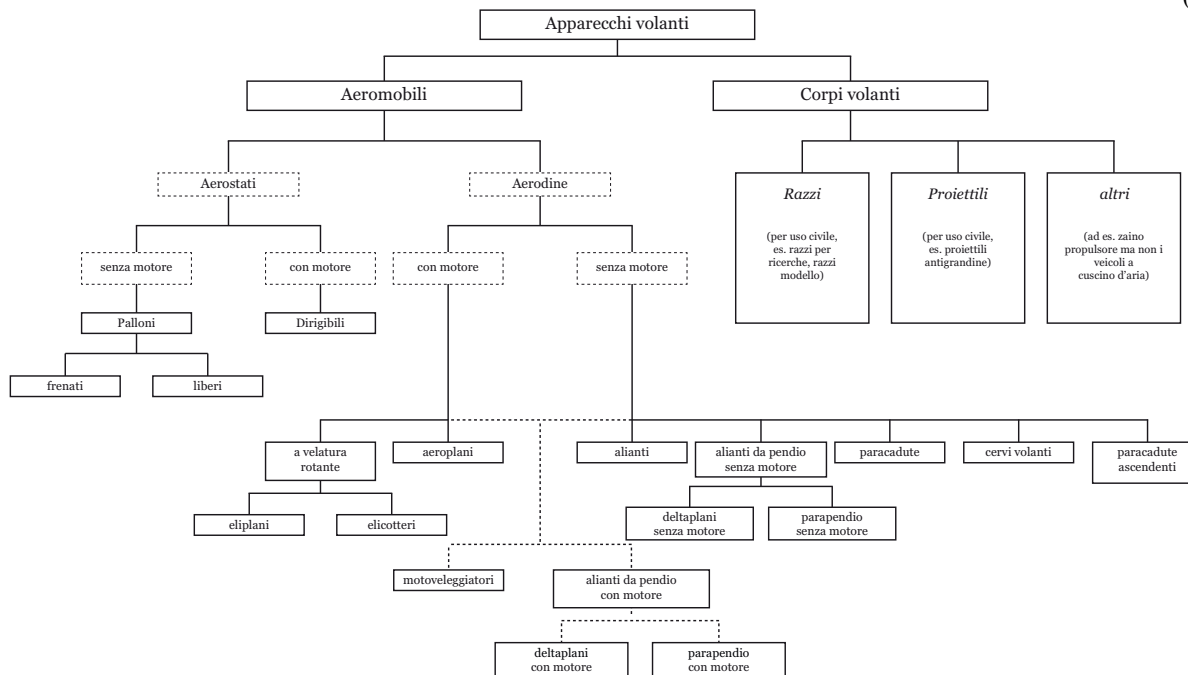 Apparecchi volanti
Aeromobili
Corpi volanti
Aerostati
Aerodine
Razzi
(per uso civile,
es. razzi per
ricerche, razzi
modello)
Proiettili
(per uso civile,
es. proiettili
antigrandine)
altri
(ad es. zaino
propulsore ma non i
veicoli a
cuscino d'aria)
senza motore
con motore
con motore
senza motore
Palloni
Dirigibili
frenati
liberi
a velatura
rotante
aeroplani
alianti
alianti da pendio
senza motore
paracadute
cervi volanti
paracadute
ascendenti
eliplani
elicotteri
deltaplani
senza motore
parapendio
senza motore
motoveleggiatori
alianti da pendio
con motore
deltaplani
con motore
parapendio
con motore